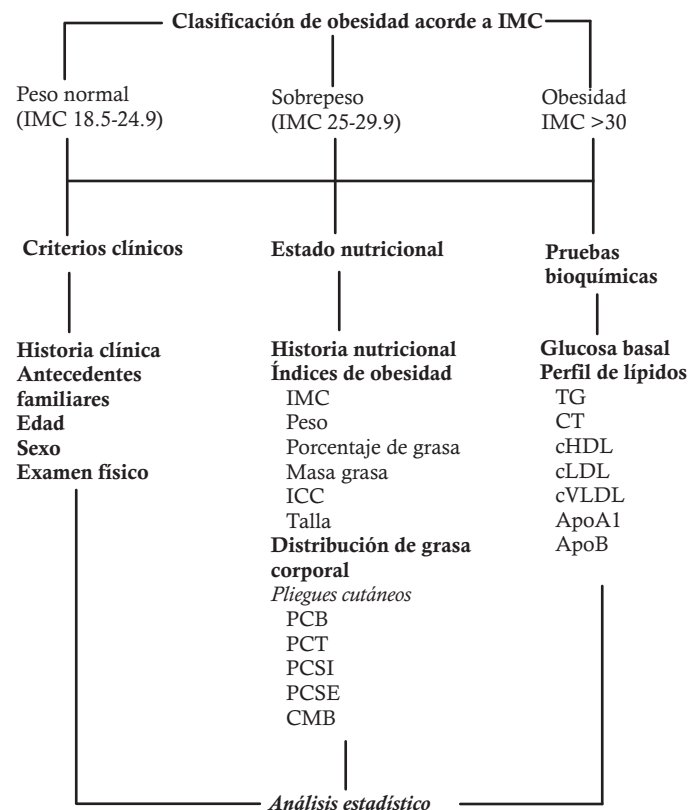 Clasificación de obesidad acorde a IMC
Peso normal
(IMC 18.5-24.9)
Sobrepeso
(IMC 25-29.9)
Obesidad
IMC >30
Criterios clínicos
Historia clínica
Antecedentes
familiares
Edad
Sexo
Examen físico
Estado nutricional
Historia nutricional
Índices de obesidad
IMC
Peso
Porcentaje de grasa
Masa grasa
ICC
Talla
Distribución de grasa
corporal
Pliegues cutáneos
PCB
PCT
PCSI
PCSE
CMB
Pruebas
bioquímicas
Glucosa basal
Perfil de lípidos
TG
CT
cHDL
cLDL
cVLDL
ApoA1
ApoB
Análisis estadístico